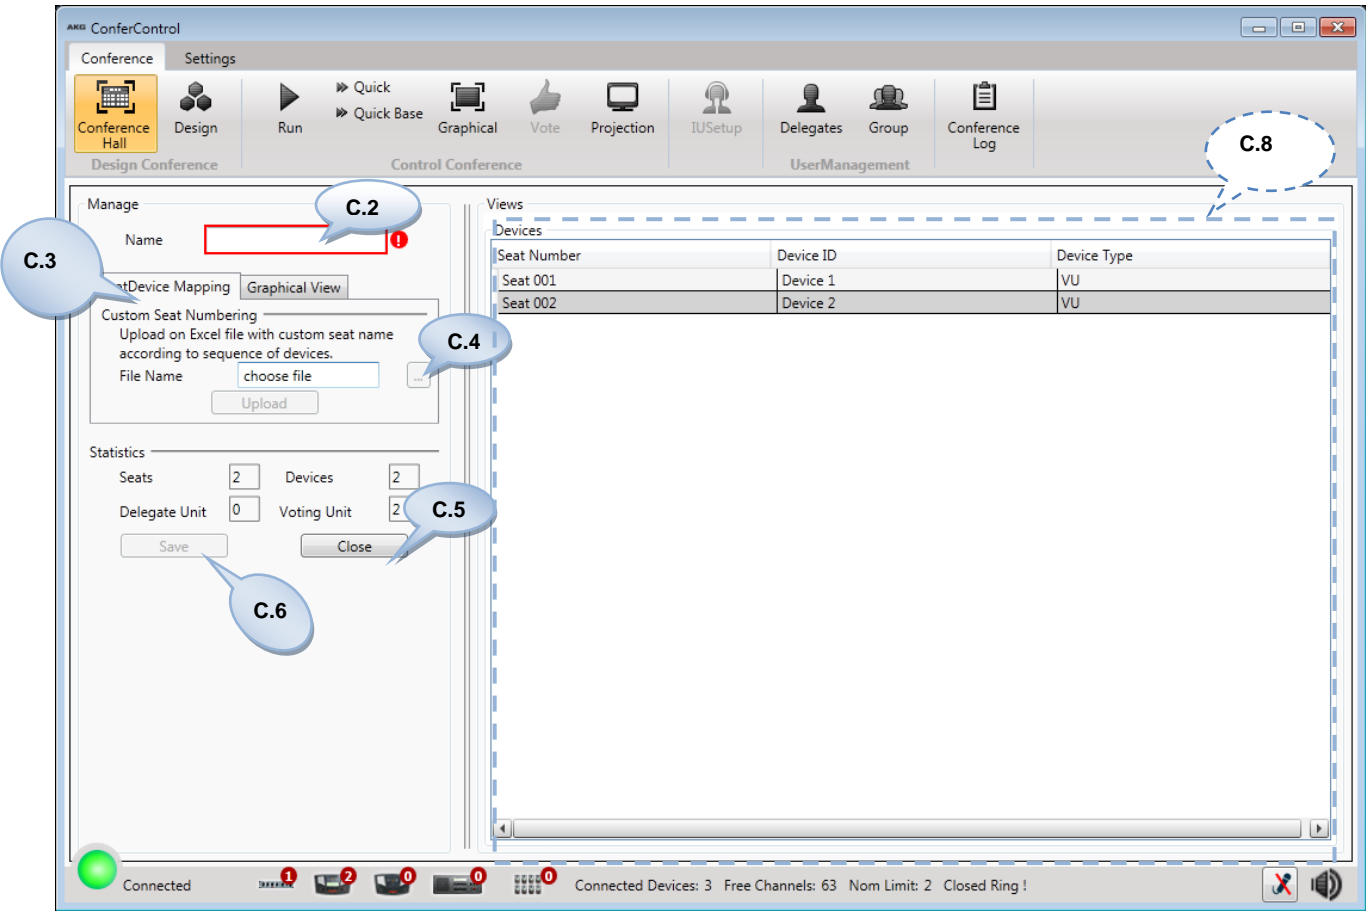 AKG ConferControl
Conference Settings
Conference Hall
Design
Run
Quick
Quick Base
Graphical
Vote
Projection
IUSetup
Delegates
Group
Conference Log
Design Conference
Control Conference
UserManagement
C.8
Manage
C.2
Name
C.3
tDevice Mapping
Graphical View
Custom Seat Numbering
Upload on Excel file with custom seat name
according to sequence of devices.
C.4
File Name choose file ...
Upload
Statistics
Seats 2 Devices 2
Delegate Unit 0 Voting Unit 2
C.5
Save Close
C.6
Views
Devices
Seat Number Device ID Device Type
Seat 001 Device 1 VU
Seat 002 Device 2 VU
Connected 1 2 0 0 0 Connected Devices: 3 Free Channels: 63 Nom Limit: 2 Closed Ring !